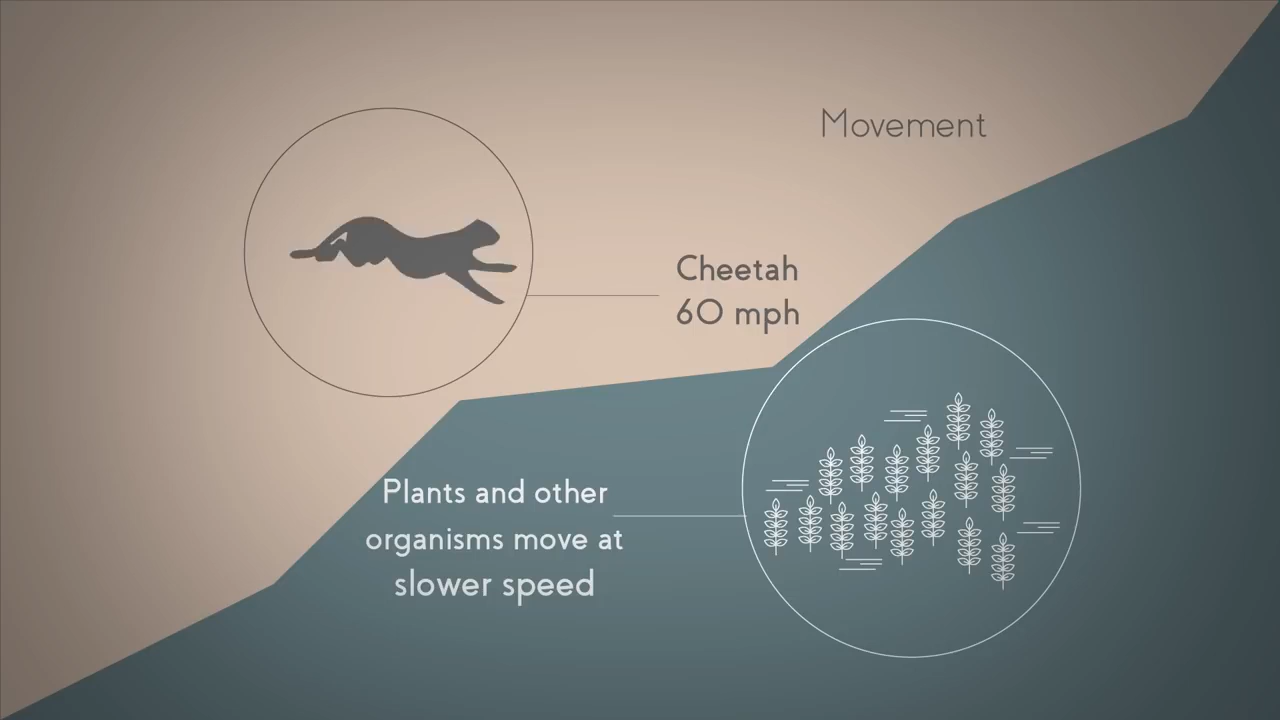 Movement
Cheetah
60 mph
Plants and other
organisms move at
slower speed